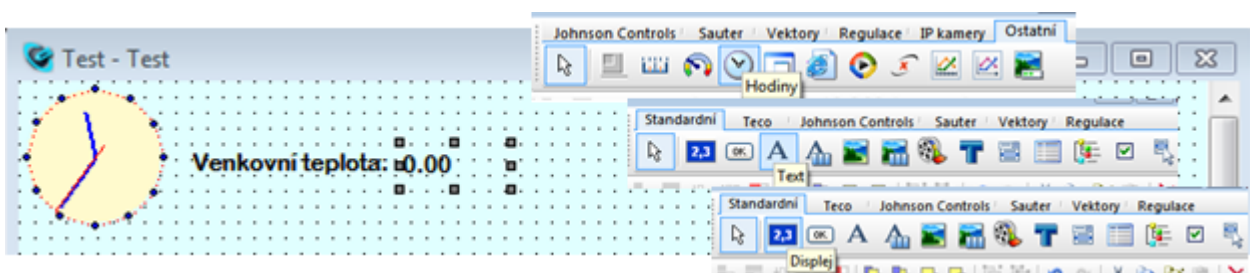 Johnson Controls Sauter Vektory Regulace IP kamery Ostatní
Test - Test
Hodiny
Standardní Teco Johnson Controls Sauter Vektory Regulace
2,3 OK A A T
Venkovní teplota: 0.00
Text
Standardní Teco Johnson Controls Sauter Vektory Regulace
2,3 OK A A T
Displej